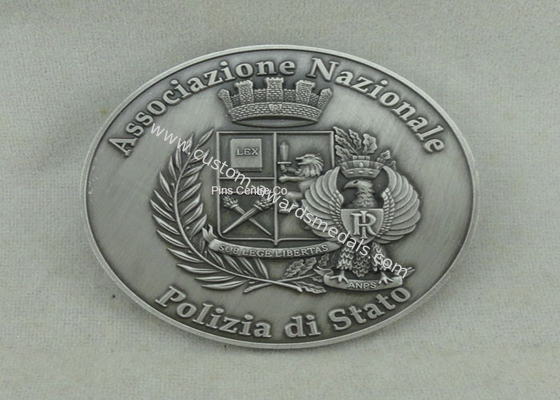 Associazione Nazionale
LEX
www.customawardsmedals.com
Pins Centre Co.
RI
SUB LEGE LIBERTAS
ANPS
Polizia di Stato